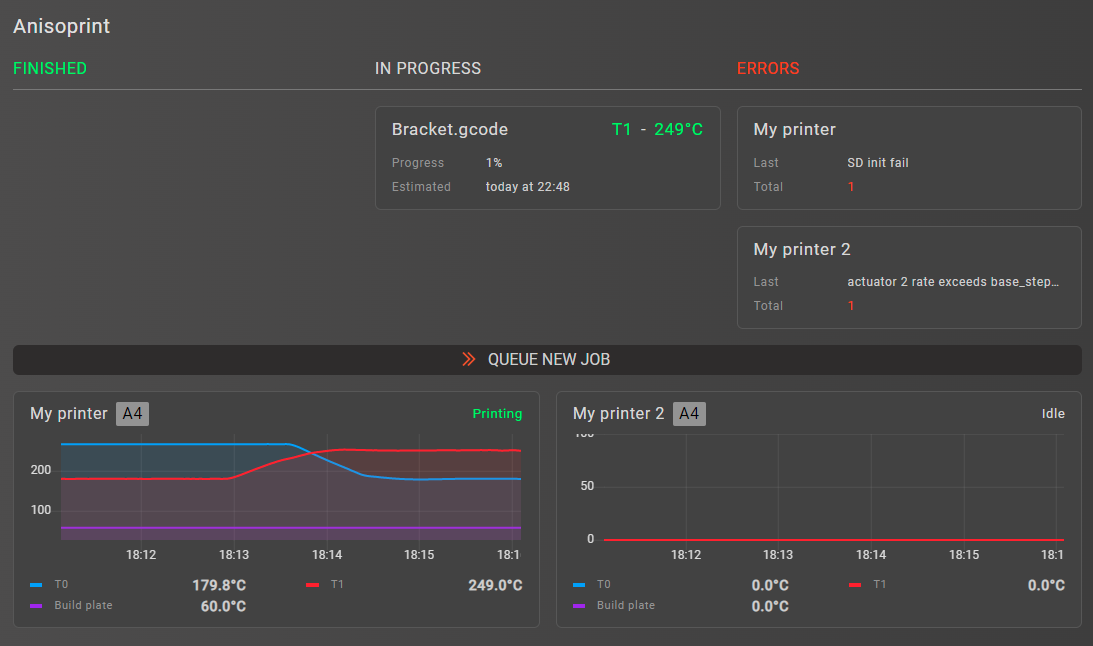 Anisoprint
FINISHED
IN PROGRESS
ERRORS
Bracket.gcode
T1 - 249°C
Progress 1%
Estimated today at 22:48
My printer
Last SD init fail
Total 1
My printer 2
Last actuator 2 rate exceeds base_step…
Total 1
QUEUE NEW JOB
My printer A4
Printing
200
100
18:12 18:13 18:14 18:15 18:1
T0 179.8°C
T1 249.0°C
Build plate 60.0°C
My printer 2 A4
Idle
100
50
0
18:12 18:13 18:14 18:15 18:1
T0 0.0°C
T1 0.0°C
Build plate 0.0°C